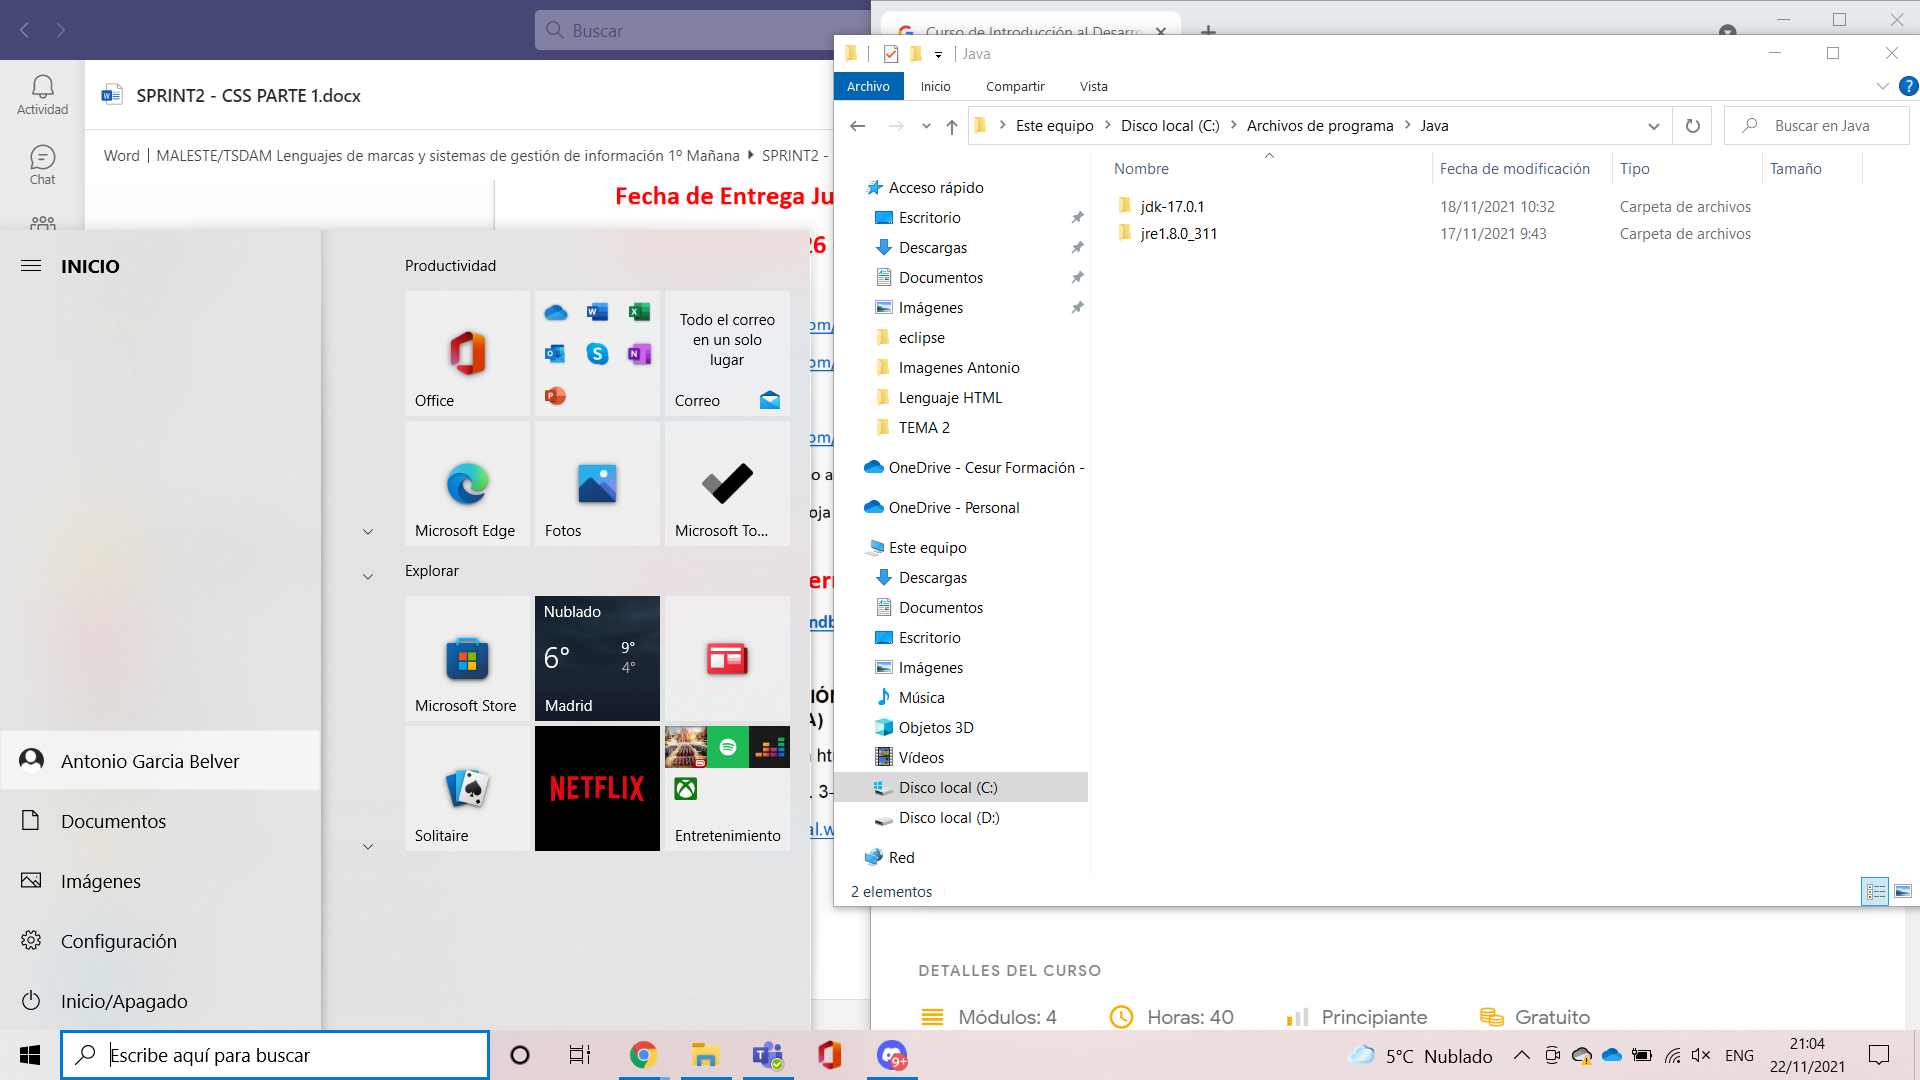 Buscar
Actividad
Chat
SPRINT2 - CSS PARTE 1.docx
Word | MALESTE/TSDAM Lenguajes de marcas y sistemas de gestión de información 1º Mañana SPRINT2 -
Fecha de Entrega Ju
26
INICIO
Antonio Garcia Belver
Documentos
Imágenes
Configuración
Inicio/Apagado
Productividad
Office
Todo el correo
en un solo
lugar
Correo
Microsoft Edge
Fotos
Microsoft To...
Explorar
Microsoft Store
Nublado
6°
9°
4°
Madrid
Solitaire
NETFLIX
Entretenimiento
Curso de Introducción al Desarro
Java
Archivo
Inicio
Compartir
Vista
Este equipo
Disco local (C:)
Archivos de programa
Java
Buscar en Java
Nombre
Fecha de modificación
Tipo
Tamaño
jdk-17.0.1
18/11/2021 10:32
Carpeta de archivos
jre1.8.0_311
17/11/2021 9:43
Carpeta de archivos
Acceso rápido
Escritorio
Descargas
Documentos
Imágenes
eclipse
Imagenes Antonio
Lenguaje HTML
TEMA 2
OneDrive - Cesur Formación -
OneDrive - Personal
Este equipo
Descargas
Documentos
Escritorio
Imágenes
Música
Objetos 3D
Vídeos
Disco local (C:)
Disco local (D:)
Red
2 elementos
DETALLES DEL CURSO
Módulos: 4
Horas: 40
Principiante
Gratuito
Escribe aquí para buscar
9+
5°C Nublado
ENG
21:04
22/11/2021